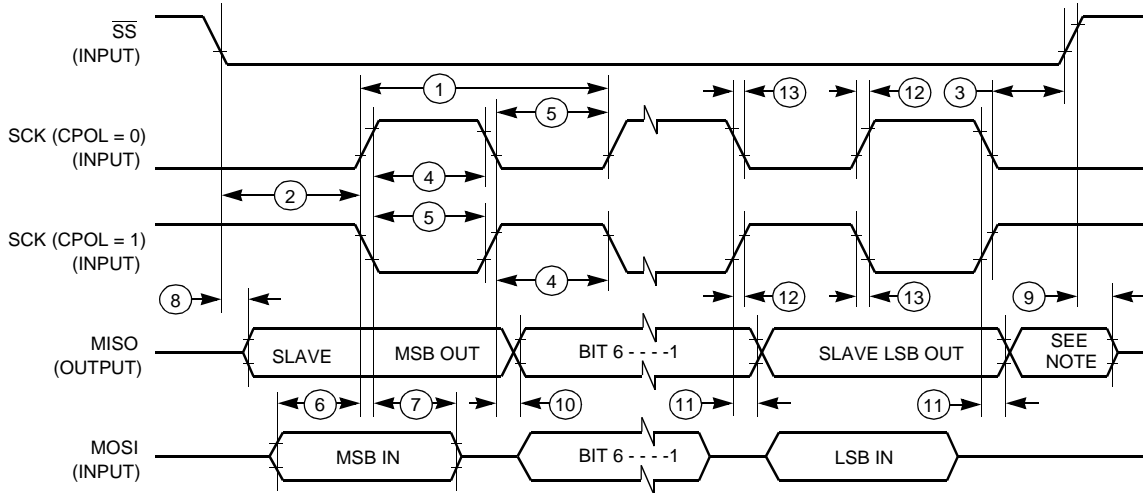 SS
(INPUT)
1
13
12
3
5
SCK (CPOL = 0)
(INPUT)
4
2
5
SCK (CPOL = 1)
(INPUT)
4
8
12
13
9
MISO
(OUTPUT)
SLAVE
MSB OUT
BIT 6 - - - -1
SLAVE LSB OUT
SEE
NOTE
6
7
10
11
11
MOSI
(INPUT)
MSB IN
BIT 6 - - - -1
LSB IN